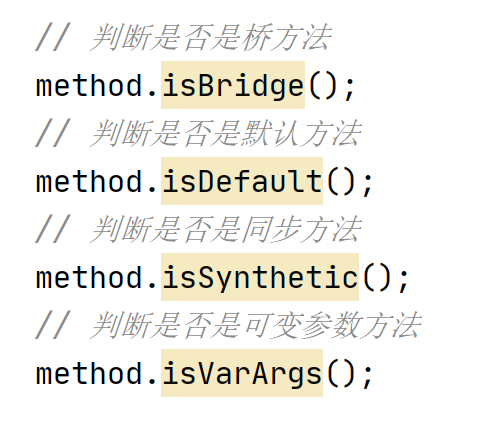 // 判断是否是桥方法
method.isBridge();
// 判断是否是默认方法
method.isDefault();
// 判断是否是同步方法
method.isSynthetic();
// 判断是否是可变参数方法
method.isVarArgs();